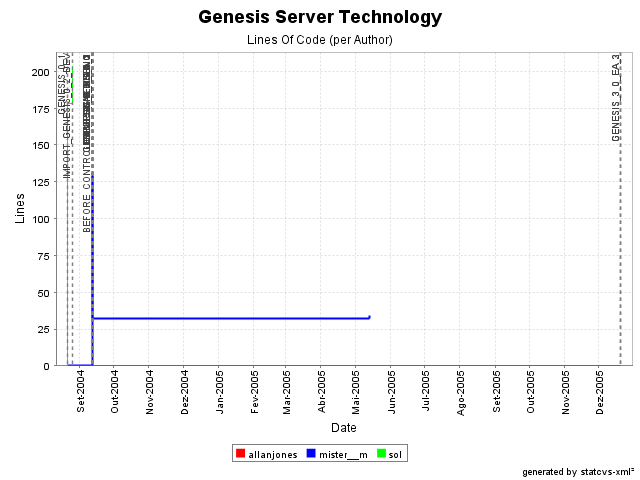 Genesis Server Technology
Lines Of Code (per Author)
GENESIS_0_1
IMPORT_GENESIS_0_2_DEV
GENESIS_3_0_EA_3
Lines
200
175
150
125
100
75
50
25
0
Set-2004
Out-2004
Nov-2004
Dez-2004
Jan-2005
Fev-2005
Mar-2005
Abr-2005
Mai-2005
Jun-2005
Jul-2005
Ago-2005
Set-2005
Out-2005
Nov-2005
Dez-2005
Date
allanjones mister__m sol
generated by statcvs-xml²